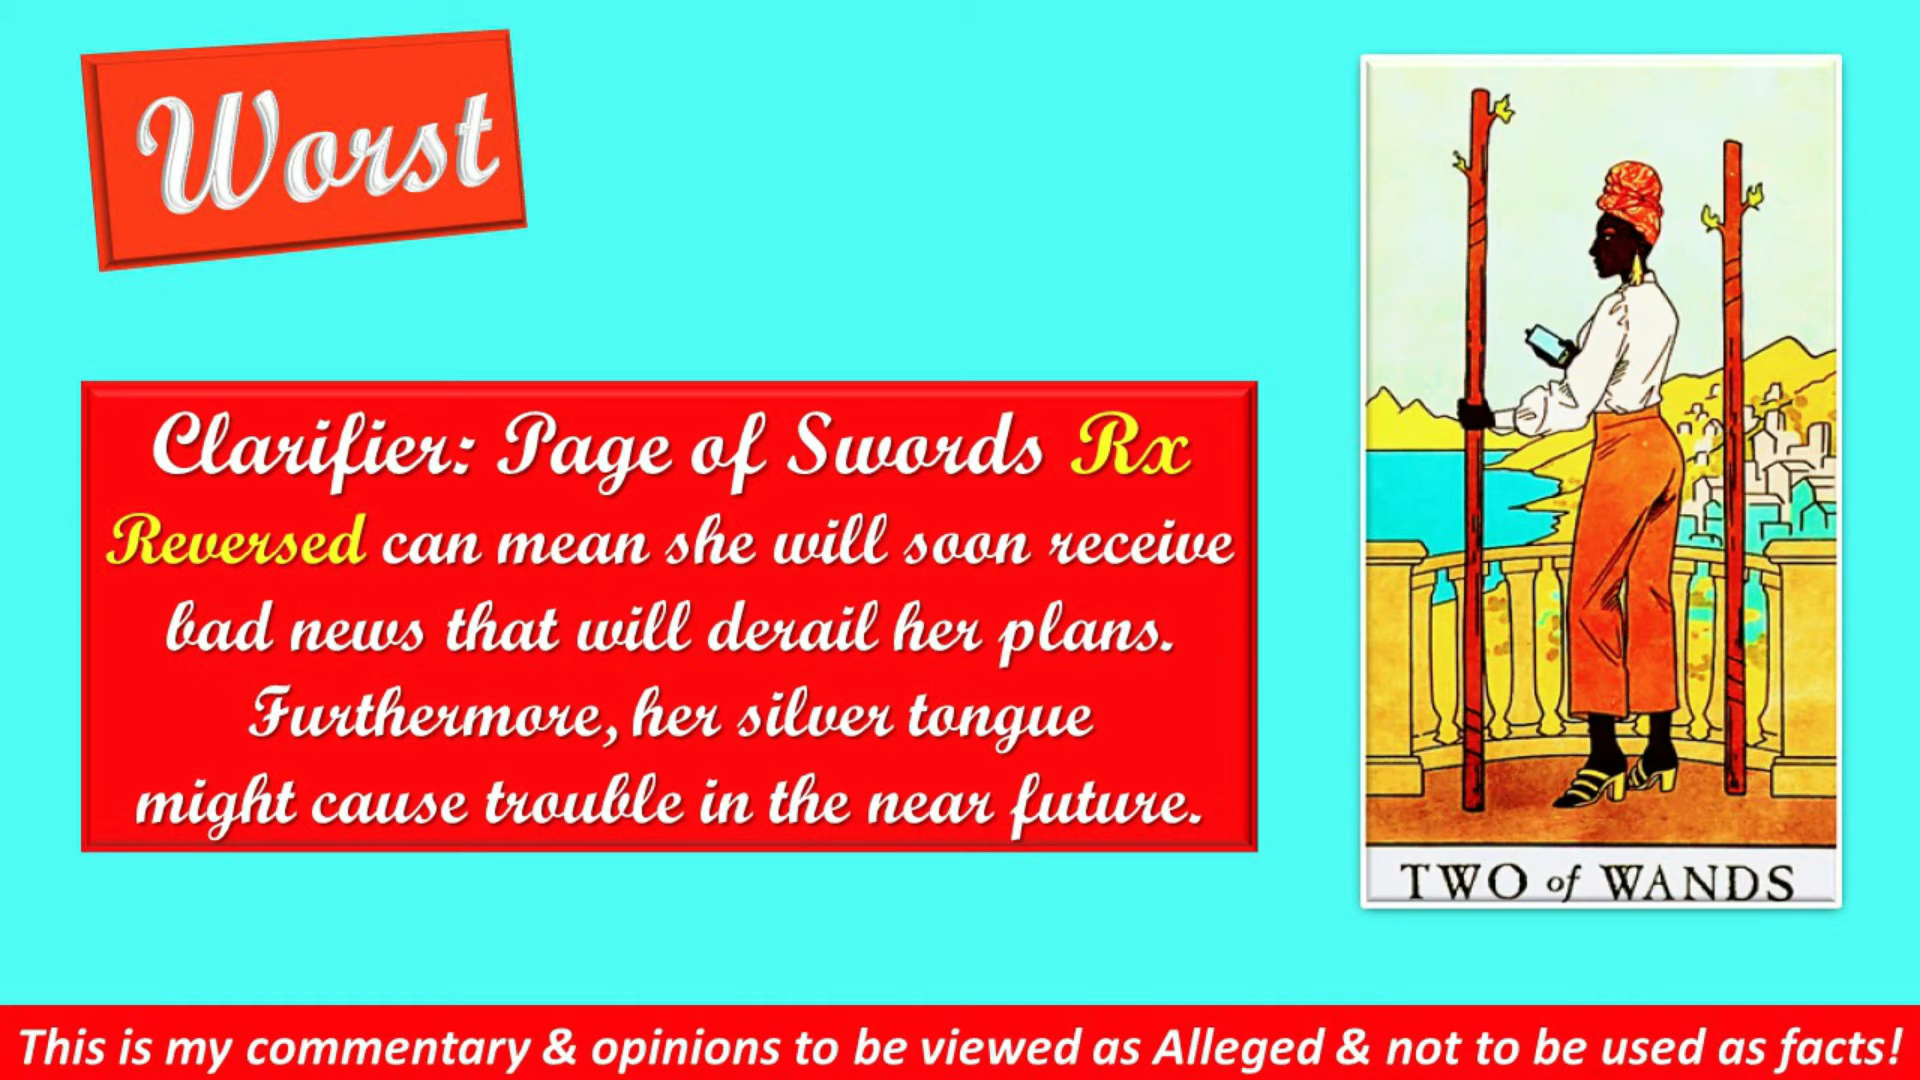 Worst
Clarifier: Page of Swords Rx
Reversed can mean she will soon receive
bad news that will derail her plans.
Furthermore, her silver tongue
might cause trouble in the near future.
TWO of WANDS
This is my commentary & opinions to be viewed as Alleged & not to be used as facts!